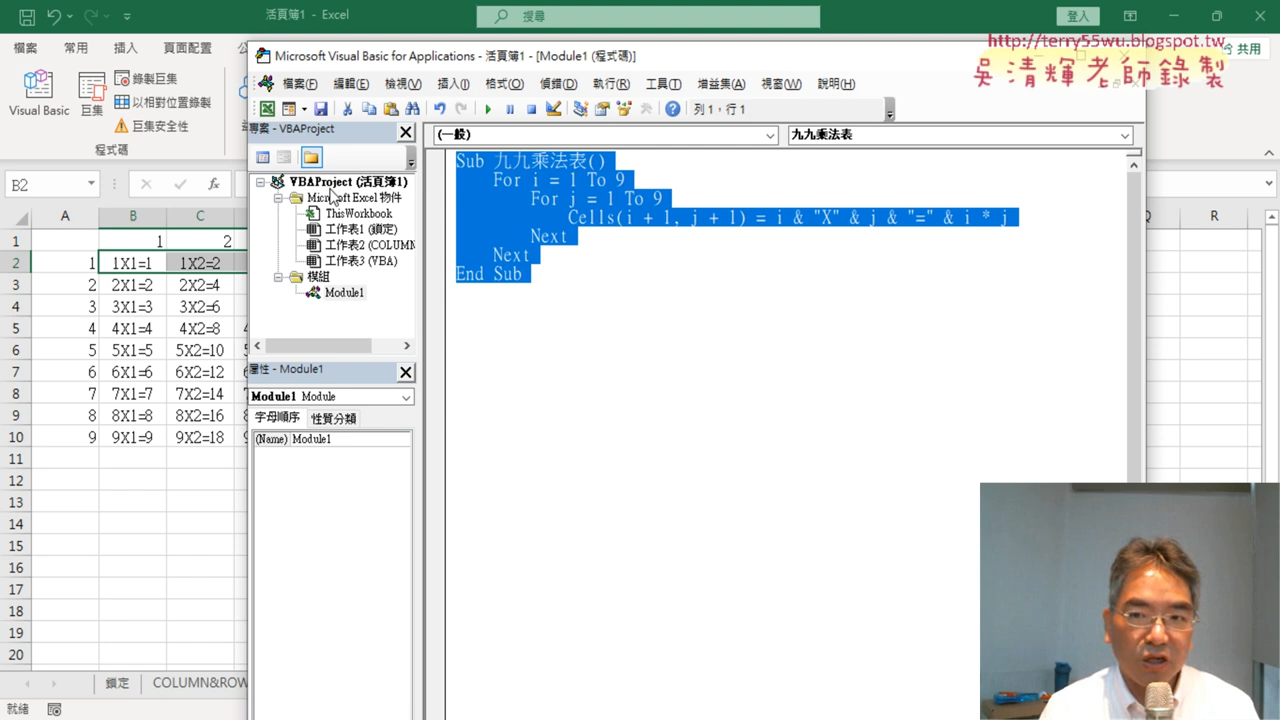 活頁簿1 - Excel
搜尋
登入
檔案
常用
插入
頁面配置
共用
http://terry55wu.blogspot.tw
吳清輝老師錄製
Visual Basic
巨集
錄製巨集
以相對位置錄製
巨集安全性
程式碼
Microsoft Visual Basic for Applications - 活頁簿1 - [Module1 (程式碼)]
檔案(F) 編輯(E) 檢視(V) 插入(I) 格式(O) 偵錯(D) 執行(R) 工具(T) 增益集(A) 視窗(W) 說明(H)
列 1，行 1
專案 - VBAProject
VBAProject (活頁簿1)
Microsoft Excel 物件
ThisWorkbook
工作表1 (鎖定)
工作表2 (COLUMN
工作表3 (VBA)
模組
Module1
屬性 - Module1
Module1 Module
字母順序 性質分類
(Name) Module1
(一般)
九九乘法表
Sub 九九乘法表()
For i = 1 To 9
For j = 1 To 9
Cells(i + 1, j + 1) = i & "X" & j & "=" & i * j
Next
Next
End Sub
B2
fx
A B C Q R
1 1 2
2 1 1X1=1 1X2=2
3 2 2X1=2 2X2=4
4 3 3X1=3 3X2=6
5 4 4X1=4 4X2=8
6 5 5X1=5 5X2=10
7 6 6X1=6 6X2=12
8 7 7X1=7 7X2=14
9 8 8X1=8 8X2=16
10 9 9X1=9 9X2=18
11
12
13
14
15
16
17
18
19
20
鎖定 COLUMN&ROW
就緒